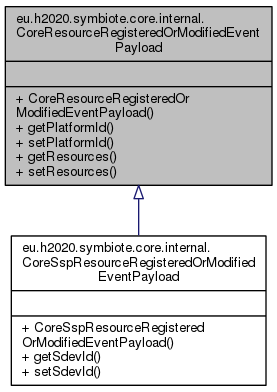 eu.h2020.symbiote.core.internal.
CoreResourceRegisteredOrModifiedEvent
Payload
+ CoreResourceRegisteredOr
ModifiedEventPayload()
+ getPlatformId()
+ setPlatformId()
+ getResources()
+ setResources()
eu.h2020.symbiote.core.internal.
CoreSspResourceRegisteredOrModified
EventPayload
+ CoreSspResourceRegistered
OrModifiedEventPayload()
+ getSdevId()
+ setSdevId()